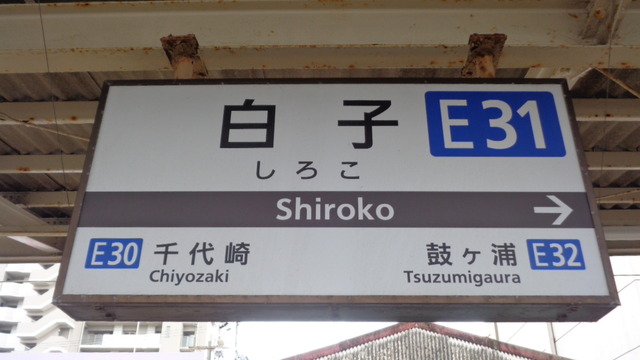 白子 E31
しろこ
Shiroko →
E30 千代崎
Chiyozaki
鼓ヶ浦 E32
Tsuzumigaura